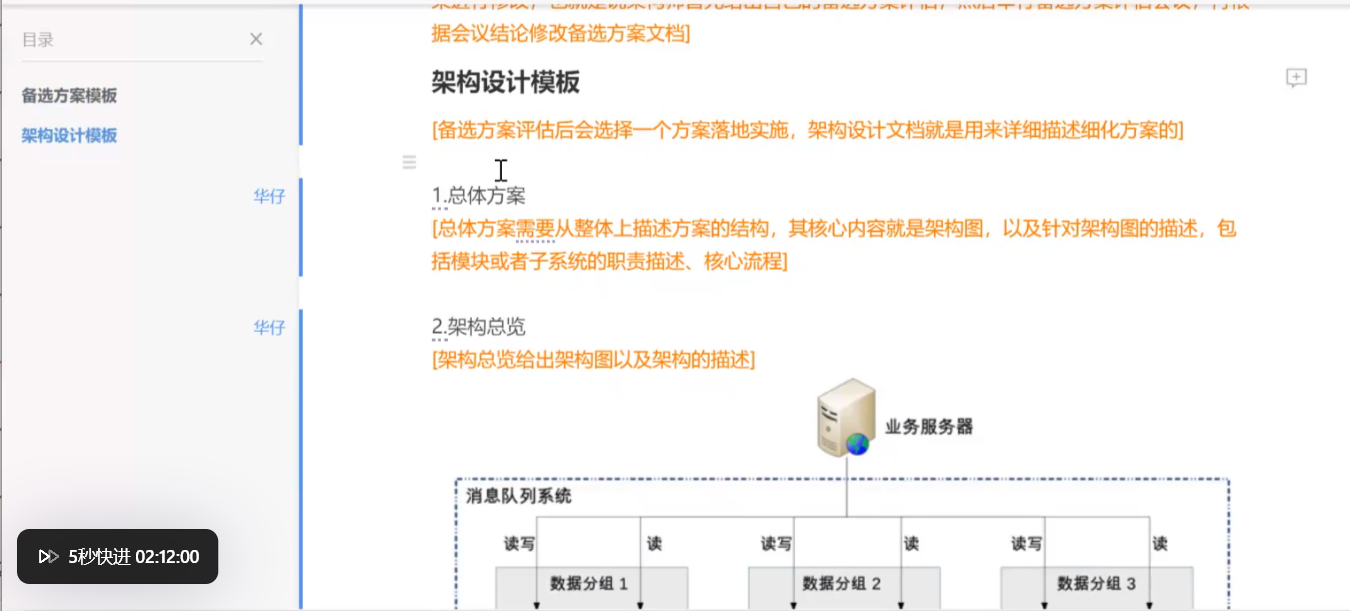 目录
备选方案模板
架构设计模板
华仔
华仔
据会议结论修改备选方案文档]
架构设计模板
[备选方案评估后会选择一个方案落地实施，架构设计文档就是用来详细描述细化方案的]
1.总体方案
[总体方案需要从整体上描述方案的结构，其核心内容就是架构图，以及针对架构图的描述，包
括模块或者子系统的职责描述、核心流程]
2.架构总览
[架构总览给出架构图以及架构的描述]
业务服务器
消息队列系统
读写 读 读写 读 读写 读
数据分组 1 数据分组 2 数据分组 3
5秒快进 02:12:00